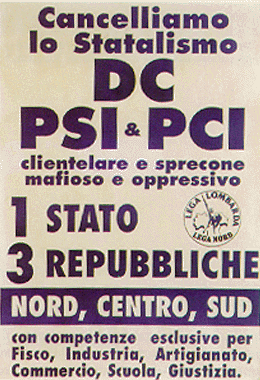 Cancelliamo
lo Statalismo
DC
PSI & PCI
clientelare e sprecone
mafioso e oppressivo
1 STATO
LEGA LOMBARDA
LEGA NORD
3 REPUBBLICHE
NORD, CENTRO, SUD
con competenze esclusive per
Fisco, Industria, Artigianato,
Commercio, Scuola, Giustizia.